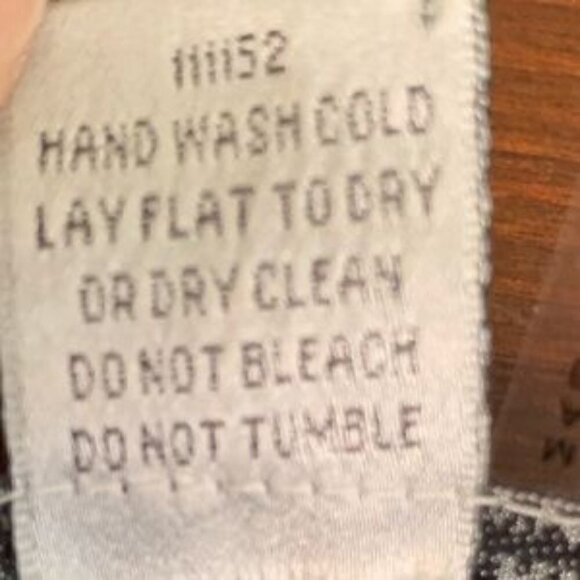 111152
HAND WASH COLD
LAY FLAT TO DRY
OR DRY CLEAN
DO NOT BLEACH
DO NOT TUMBLE